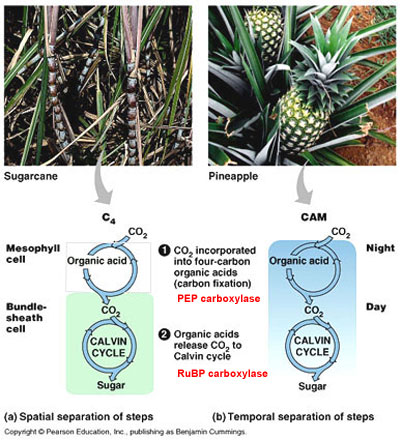 Sugarcane
Pineapple
C4
CAM
CO2
CO2
Mesophyll
cell
Organic acid
1 CO2 incorporated
into four-carbon
organic acids
(carbon fixation)
PEP carboxylase
Organic acid
Night
Bundle-
sheath
cell
CO2
CALVIN
CYCLE
Sugar
2 Organic acids
release CO2 to
Calvin cycle
RuBP carboxylase
CO2
CALVIN
CYCLE
Sugar
Day
(a) Spatial separation of steps
(b) Temporal separation of steps
Copyright © Pearson Education, Inc., publishing as Benjamin Cummings.